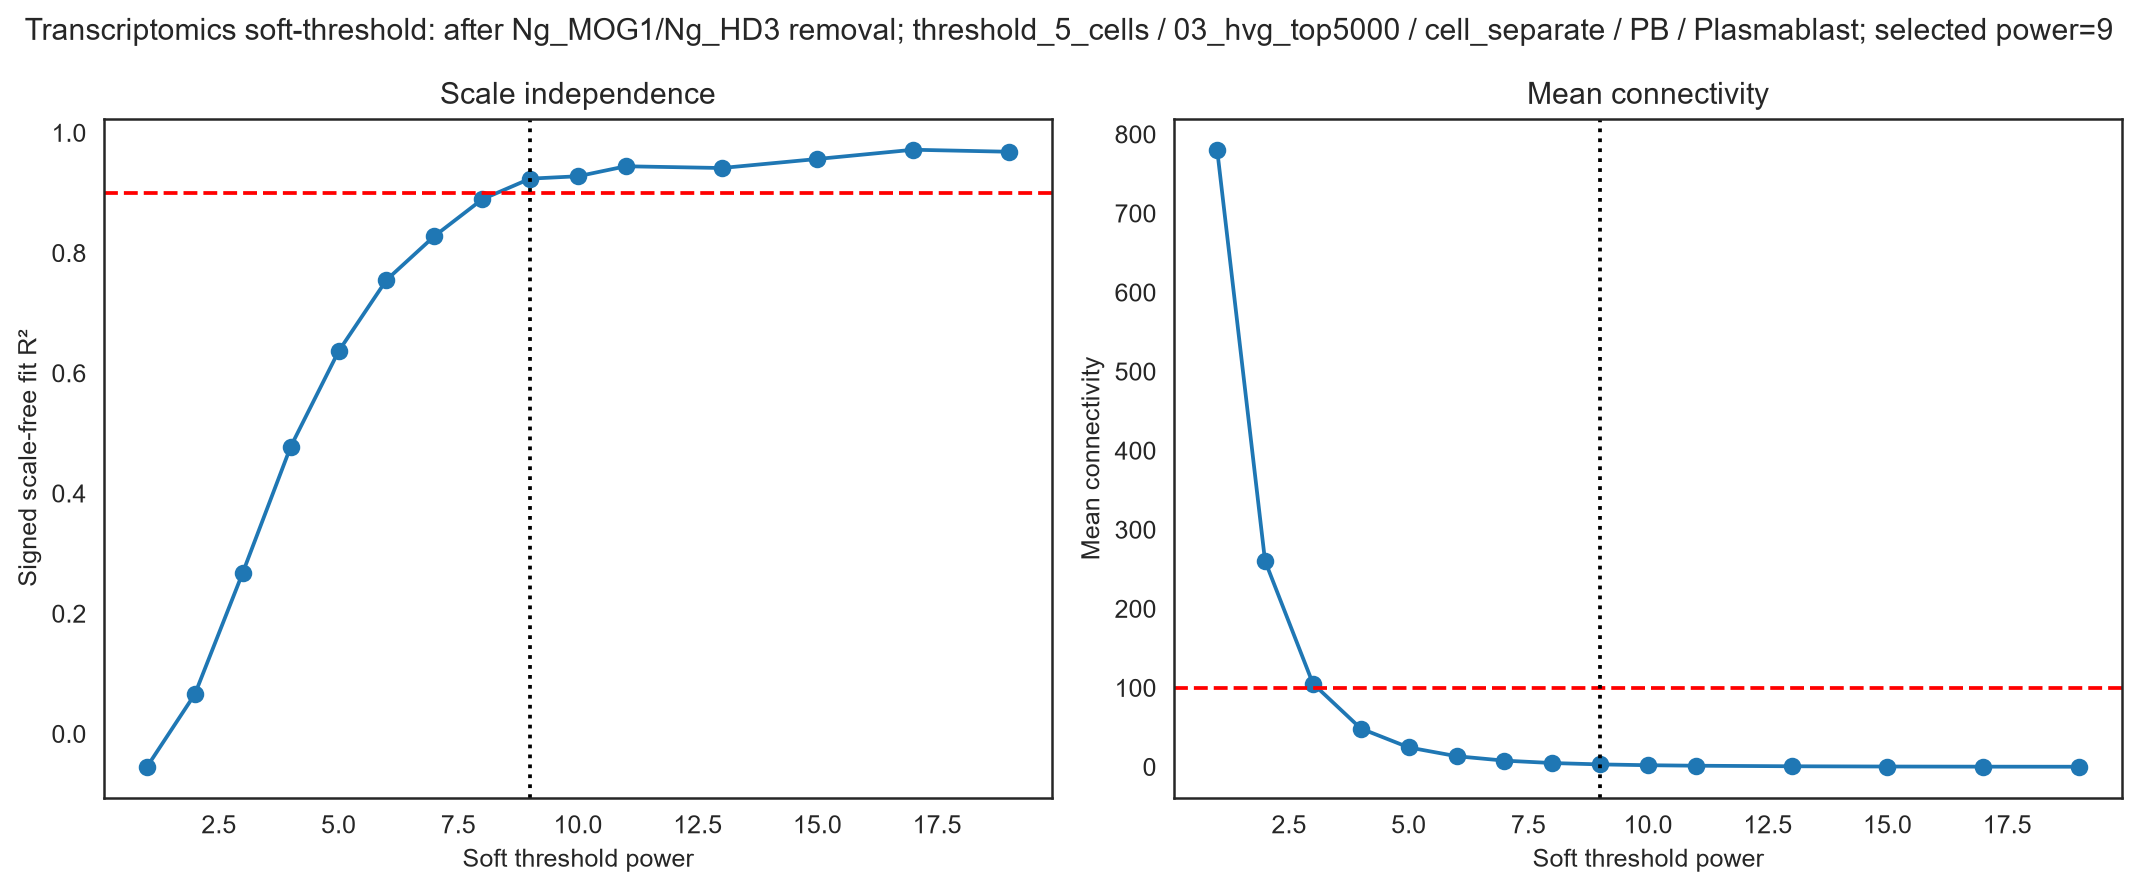 Transcriptomics soft-threshold: after Ng_MOG1/Ng_HD3 removal; threshold_5_cells / 03_hvg_top5000 / cell_separate / PB / Plasmablast; selected power=9
Scale independence
Signed scale-free fit R²
1.0
0.8
0.6
0.4
0.2
0.0
2.5 5.0 7.5 10.0 12.5 15.0 17.5
Soft threshold power
Mean connectivity
Mean connectivity
800
700
600
500
400
300
200
100
0
2.5 5.0 7.5 10.0 12.5 15.0 17.5
Soft threshold power